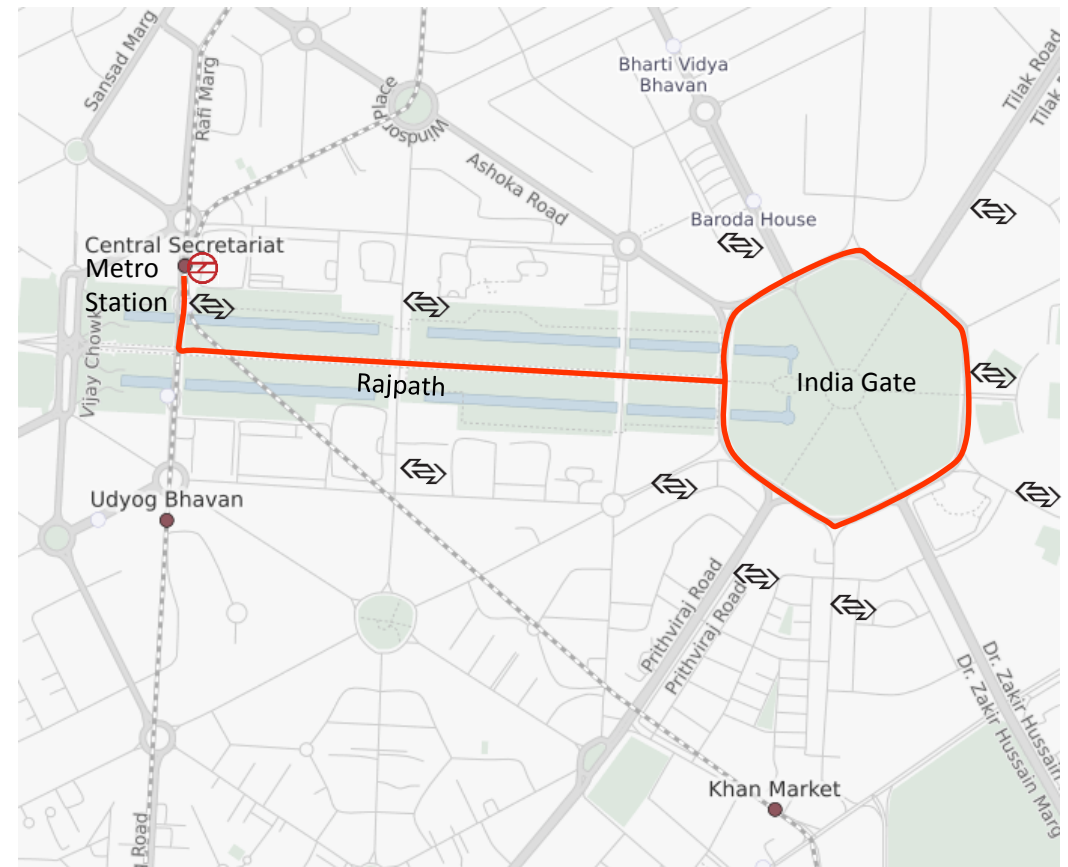 Sansad Marg
Rafi Marg
Windsor Place
Bharti Vidya
Bhavan
Tilak Road
Ashoka Road
Baroda House
Central Secretariat
Metro
Station
Vijay Chowk
Rajpath
India Gate
Udyog Bhavan
Prithviraj Road
Prithviraj Road
Dr. Zakir Hussain
Dr. Zakir Hussain Marg
Khan Market
Road